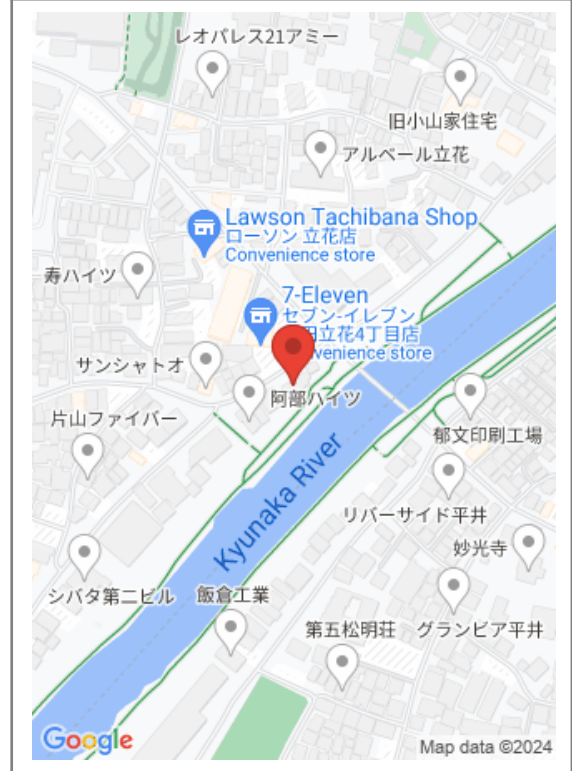 レオパレス21アミー
旧小山家住宅
アルベール立花
Lawson Tachibana Shop
ローソン 立花店
Convenience store
寿ハイツ
7-Eleven
セブン-イレブン
田立花4丁目店
venience store
サンシャトオ
阿部ハイツ
片山ファイバー
郁文印刷工場
Kyunaka River
リバーサイド平井
妙光寺
シバタ第二ビル
飯倉工業
第五松明荘
グランビア平井
Google
Map data ©2024